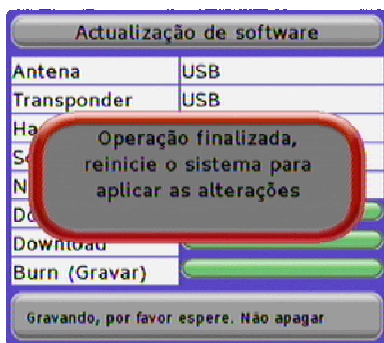 Actualização de software
Antena USB
Transponder USB
Operação finalizada,
reinicie o sistema para
aplicar as alterações
Download
Burn (Gravar)
Gravando, por favor espere. Não apagar